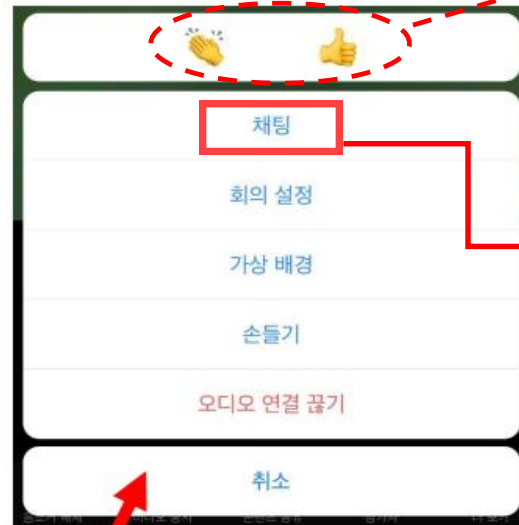 채팅
회의 설정
가상 배경
손들기
오디오 연결 끊기
취소